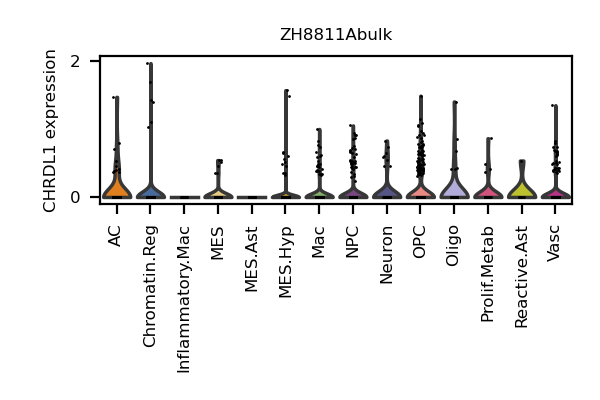 ZH8811Abulk
CHRDL1 expression
2
0
AC
Chromatin.Reg
Inflammatory.Mac
MES
MES.Ast
MES.Hyp
Mac
NPC
Neuron
OPC
Oligo
Prolif.Metab
Reactive.Ast
Vasc